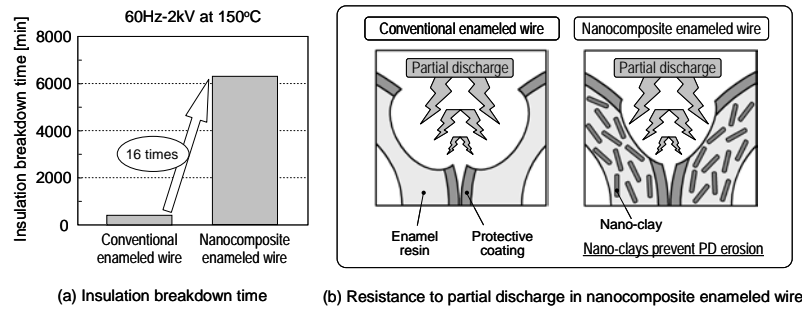 60Hz-2kV at 150°C
Insulation breakdown time [min]
8000
6000
4000
2000
0
16 times
Conventional
enameled wire
Nanocomposite
enameled wire
(a) Insulation breakdown time
Conventional enameled wire
Partial discharge
Enamel
resin
Protective
coating
Nanocomposite enameled wire
Partial discharge
Nano-clay
Nano-clays prevent PD erosion
(b) Resistance to partial discharge in nanocomposite enameled wire